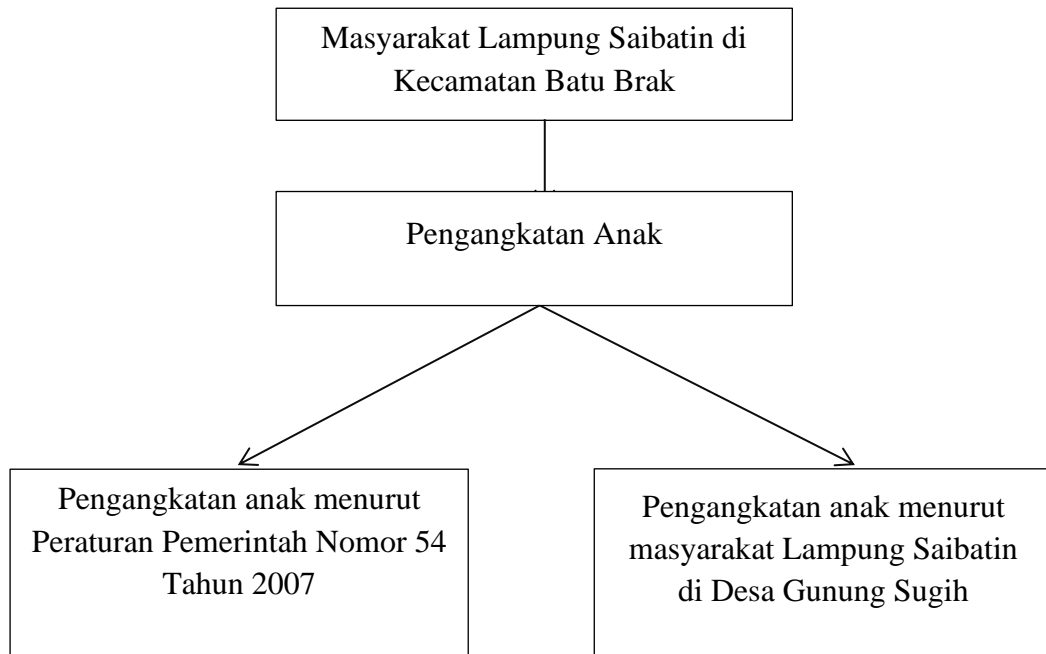 Masyarakat Lampung Saibatin di
Kecamatan Batu Brak
Pengangkatan Anak
Pengangkatan anak menurut
Peraturan Pemerintah Nomor 54
Tahun 2007
Pengangkatan anak menurut
masyarakat Lampung Saibatin
di Desa Gunung Sugih